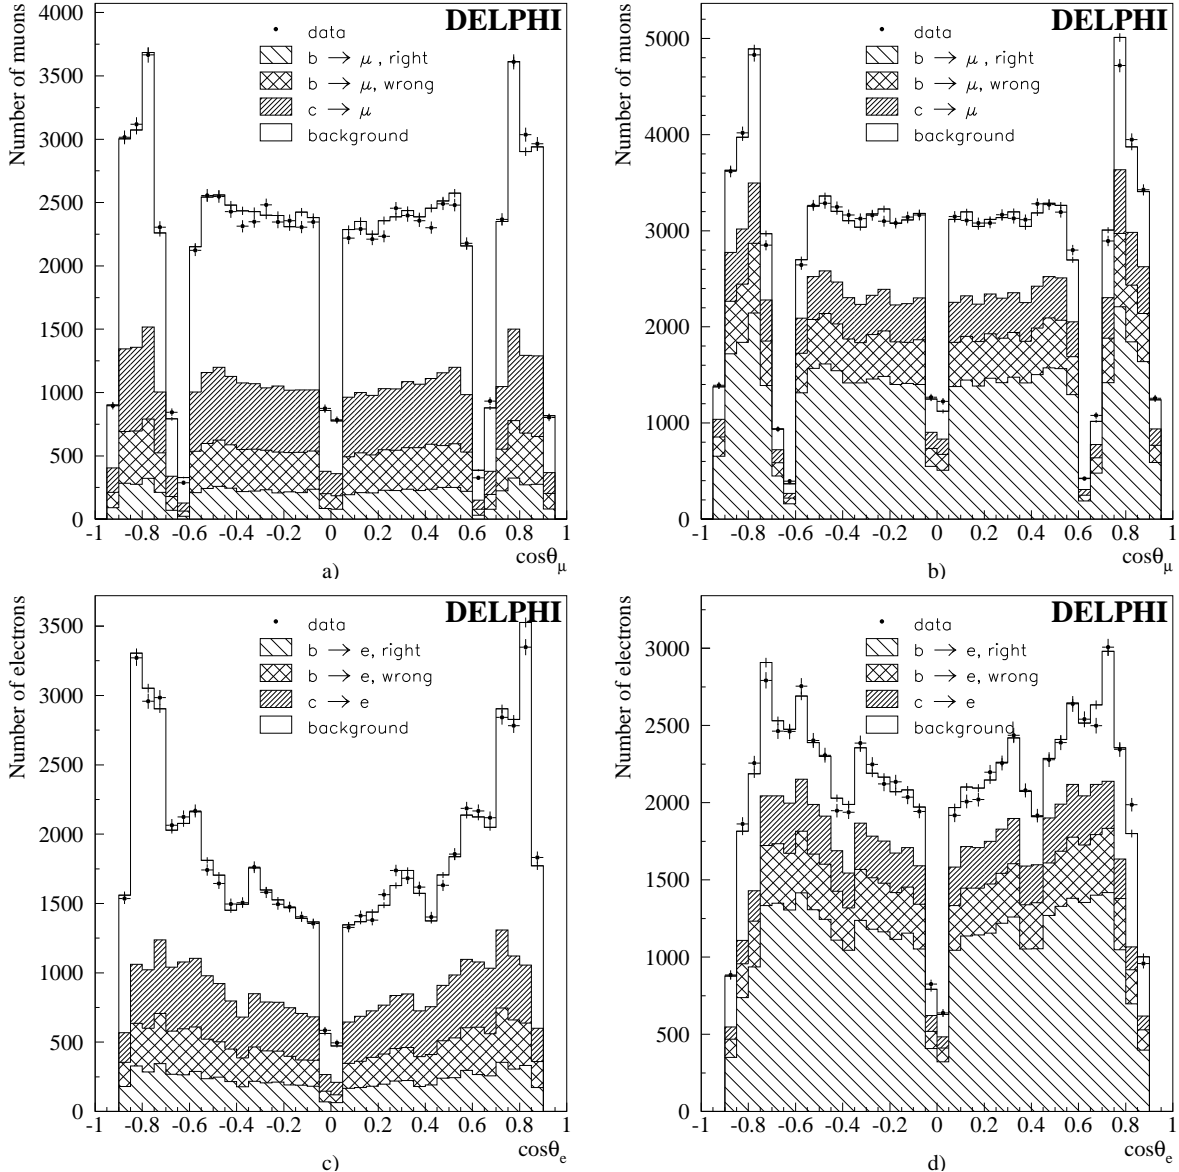 DELPHI
Number of muons
data
b → μ , right
b → μ, wrong
c → μ
background
4000
3500
3000
2500
2000
1500
1000
500
0
-1 -0.8 -0.6 -0.4 -0.2 0 0.2 0.4 0.6 0.8 1
cosθμ
a)
DELPHI
Number of muons
data
b → μ , right
b → μ, wrong
c → μ
background
5000
4000
3000
2000
1000
0
-1 -0.8 -0.6 -0.4 -0.2 0 0.2 0.4 0.6 0.8 1
cosθμ
b)
DELPHI
Number of electrons
data
b → e, right
b → e, wrong
c → e
background
3500
3000
2500
2000
1500
1000
500
0
-1 -0.8 -0.6 -0.4 -0.2 0 0.2 0.4 0.6 0.8 1
cosθe
c)
DELPHI
Number of electrons
data
b → e, right
b → e, wrong
c → e
background
3000
2500
2000
1500
1000
500
0
-1 -0.8 -0.6 -0.4 -0.2 0 0.2 0.4 0.6 0.8 1
cosθe
d)